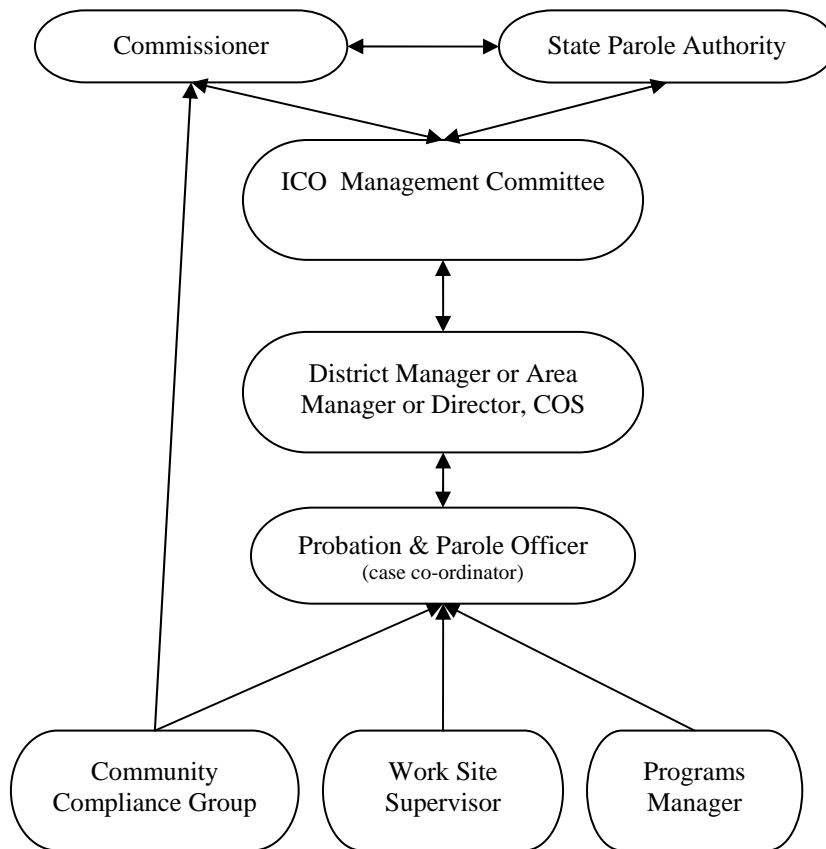 Commissioner
State Parole Authority
ICO  Management Committee
District Manager or Area
Manager or Director, COS
Probation & Parole Officer
(case co-ordinator)
Community
Compliance Group
Work Site
Supervisor
Programs
Manager